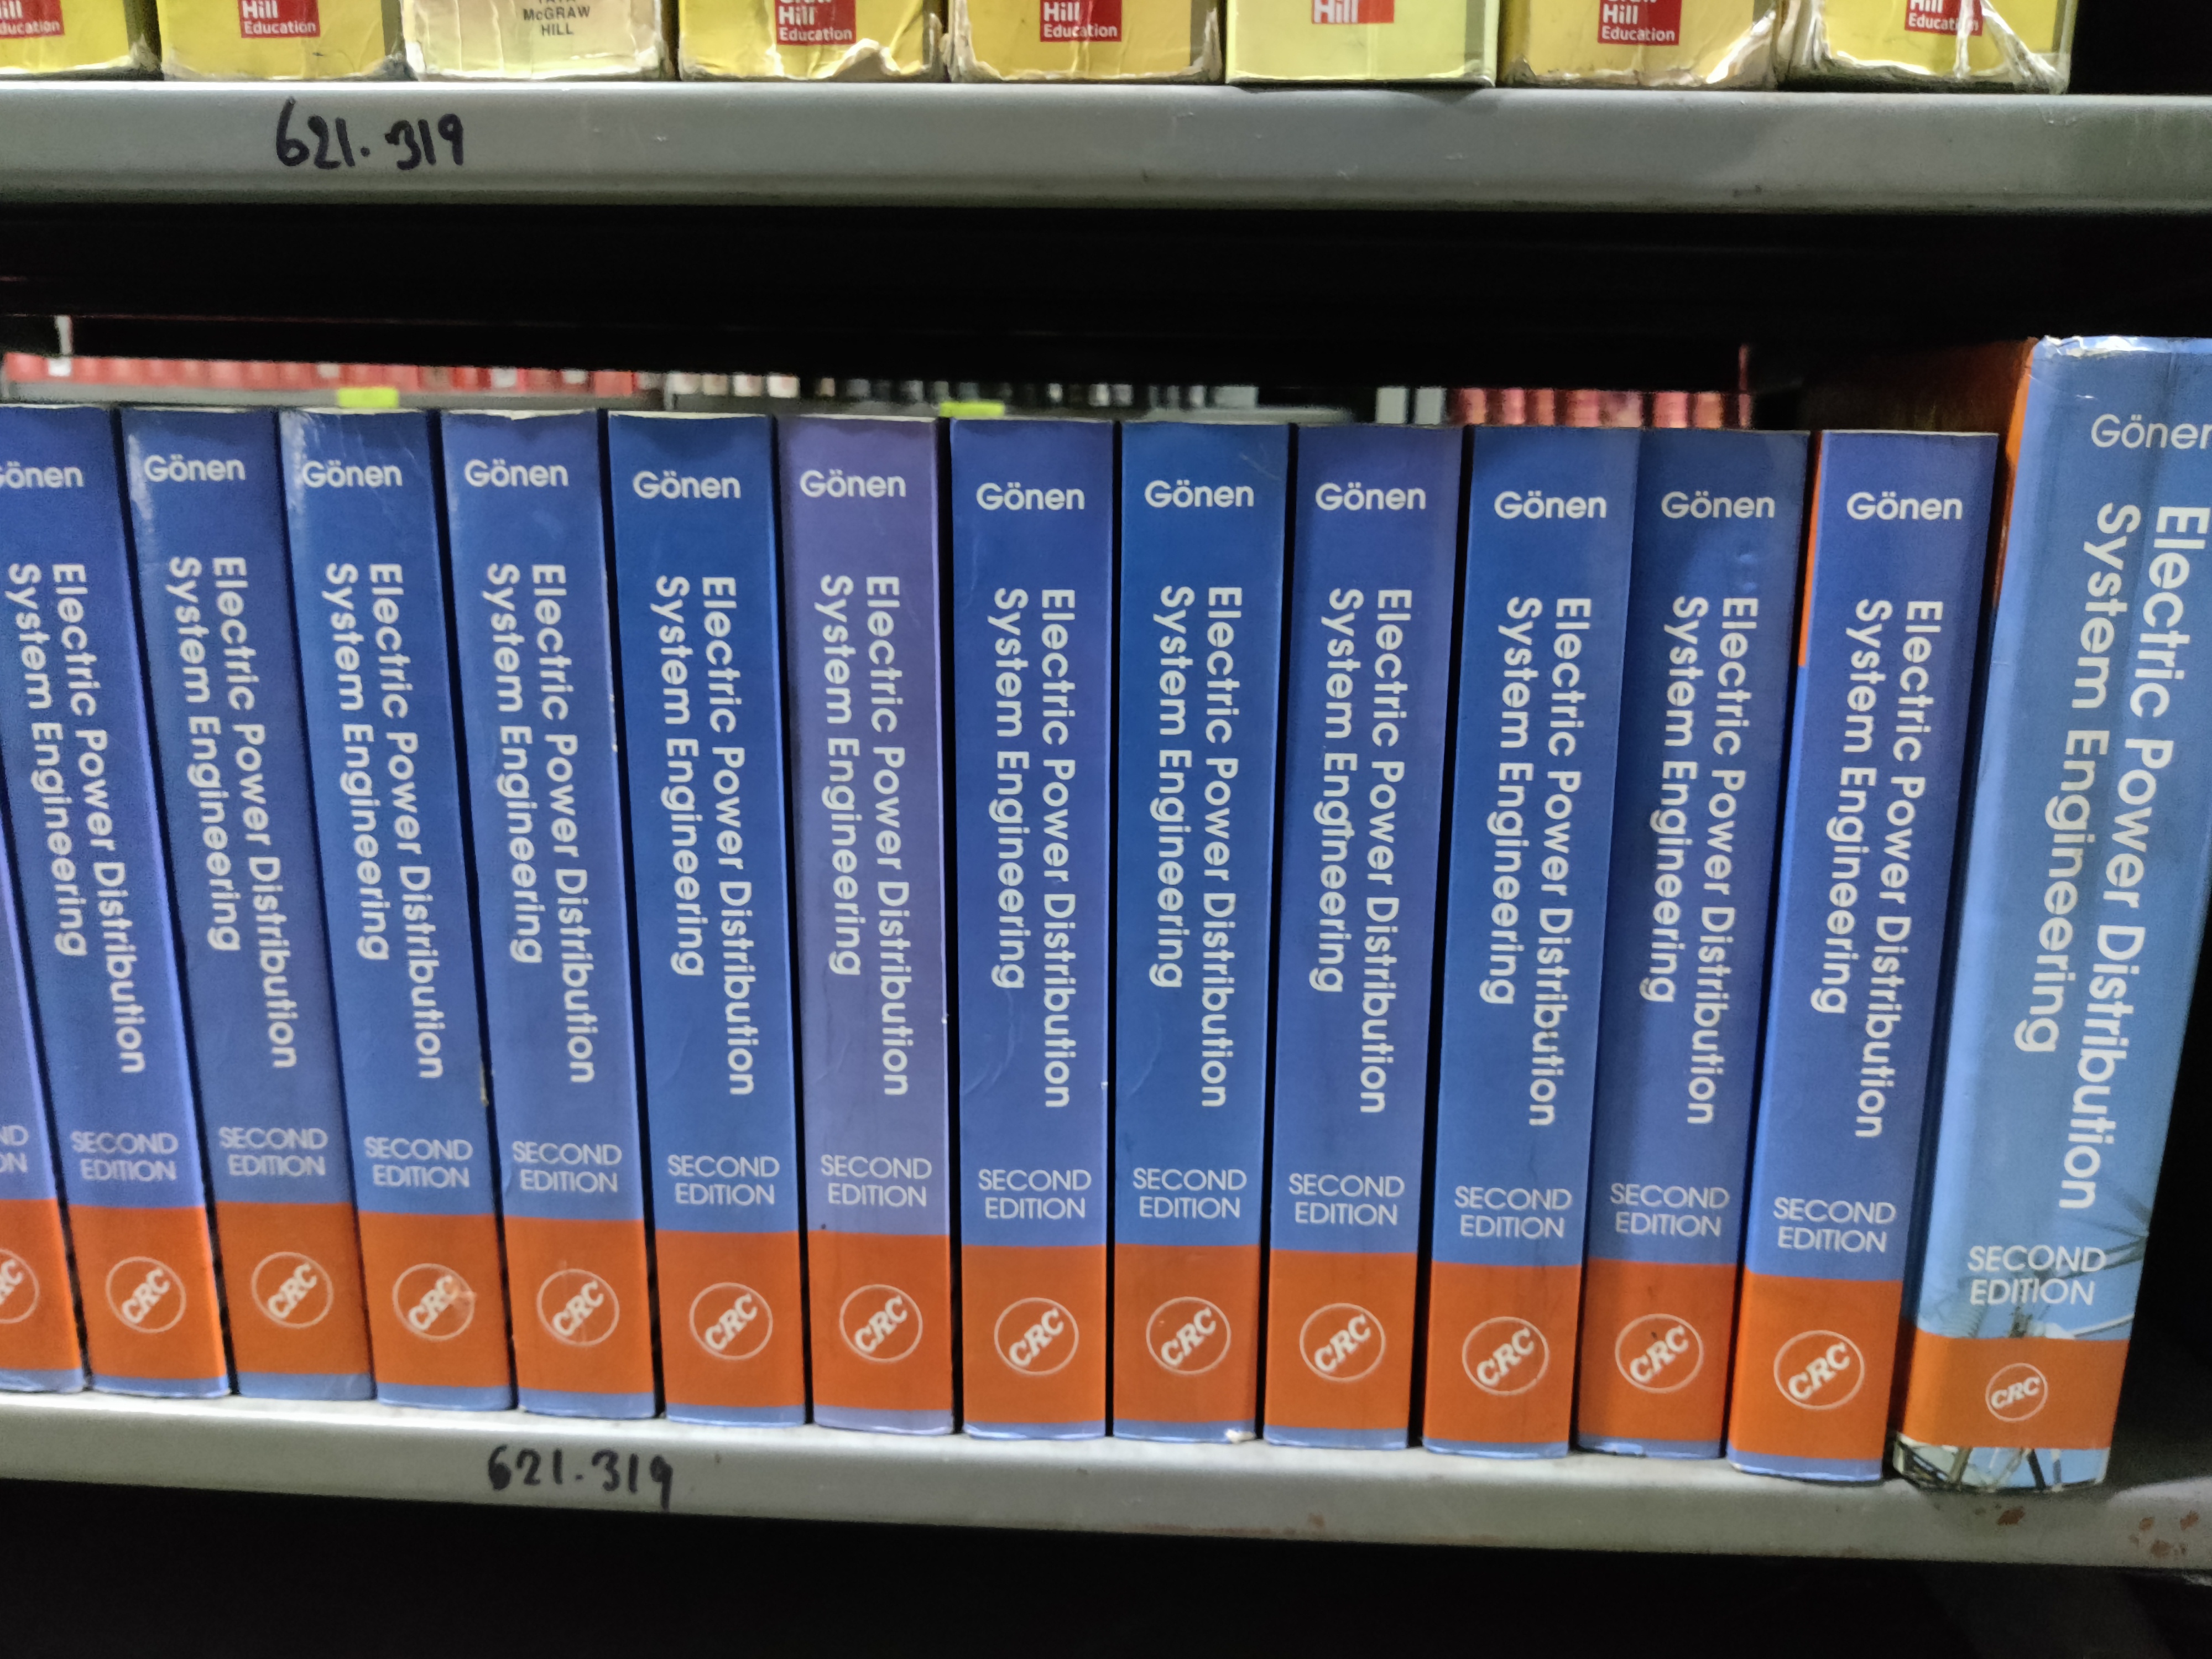 Hill
Education
McGRAW
HILL
Hill
Education
Hill
Education
Hill
Hill
Education
Hill
621.319
Gönen
Electric Power Distribution
System Engineering
SECOND
EDITION
CRC
Gönen
Electric Power Distribution
System Engineering
SECOND
EDITION
CRC
Gönen
Electric Power Distribution
System Engineering
SECOND
EDITION
CRC
Gönen
Electric Power Distribution
System Engineering
SECOND
EDITION
CRC
Gönen
Electric Power Distribution
System Engineering
SECOND
EDITION
CRC
Gönen
Electric Power Distribution
System Engineering
SECOND
EDITION
CRC
Gönen
Electric Power Distribution
System Engineering
SECOND
EDITION
CRC
Gönen
Electric Power Distribution
System Engineering
SECOND
EDITION
CRC
Gönen
Electric Power Distribution
System Engineering
SECOND
EDITION
CRC
Gönen
Electric Power Distribution
System Engineering
SECOND
EDITION
CRC
Gönen
Electric Power Distribution
System Engineering
SECOND
EDITION
CRC
Gönen
Electric Power Distribution
System Engineering
SECOND
EDITION
CRC
Gönen
Electric Power Distribution
System Engineering
SECOND
EDITION
CRC
621.319